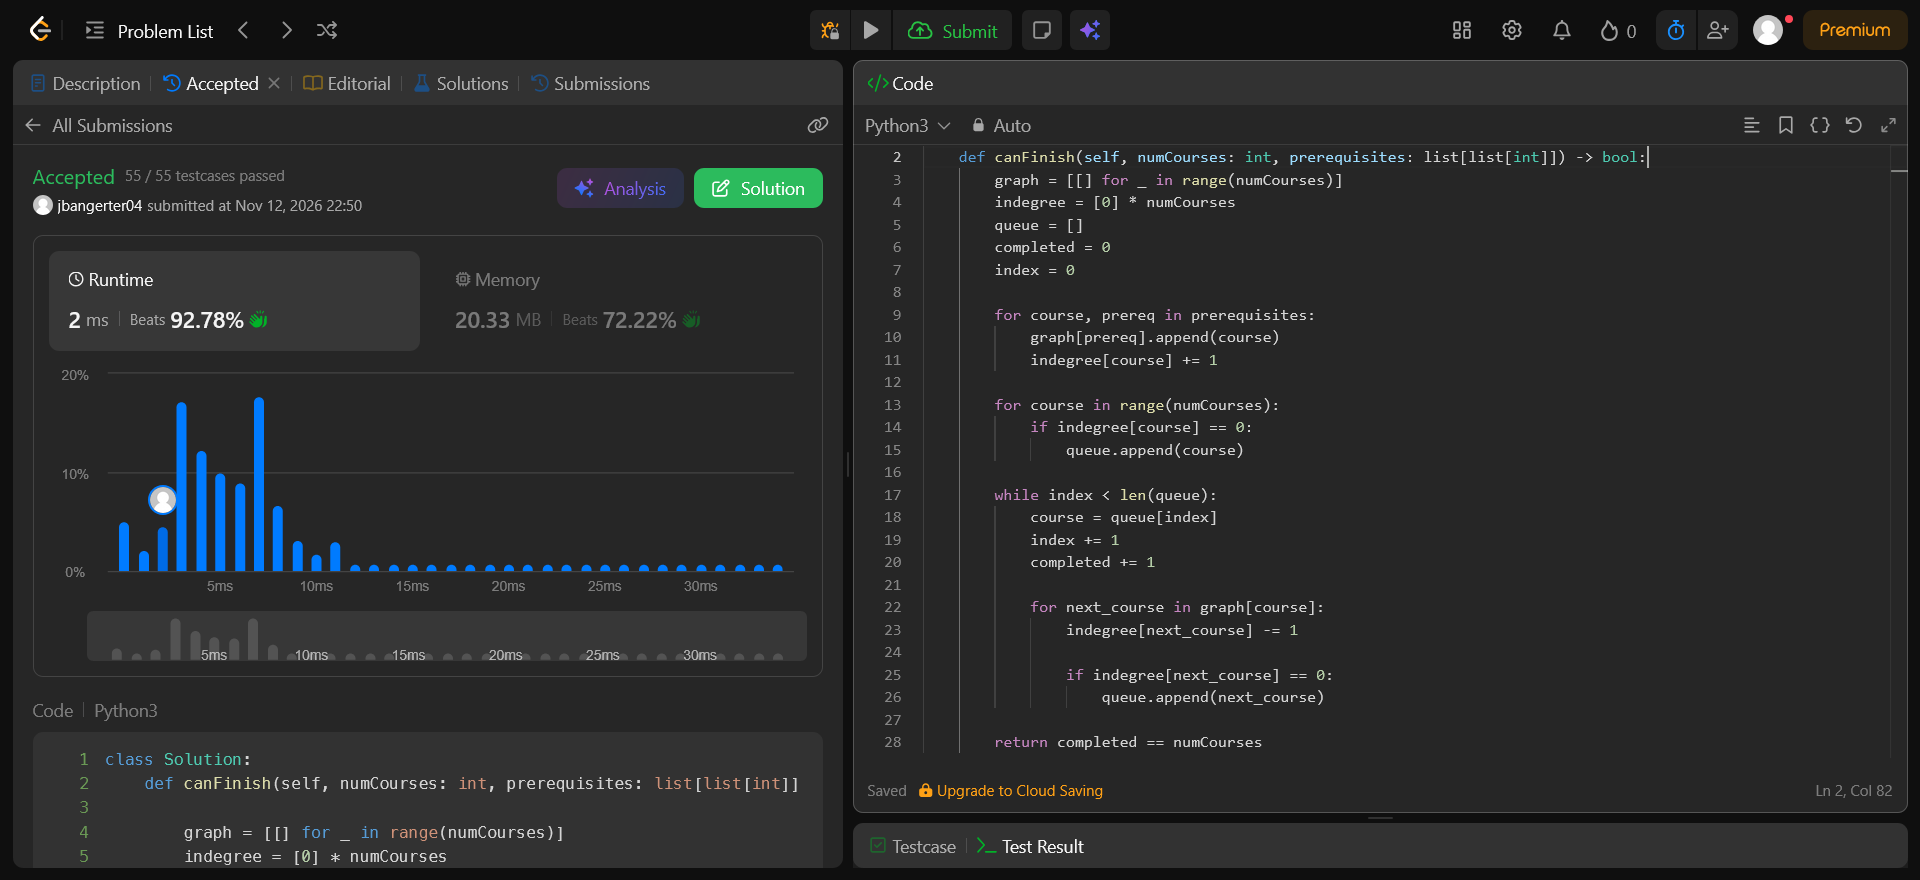 Problem List
Submit
0
Premium
Description
Accepted
Editorial
Solutions
Submissions
All Submissions
Accepted 55 / 55 testcases passed
jbangerter04 submitted at Nov 12, 2026 22:50
Analysis
Solution
Runtime
2 ms Beats 92.78%
Memory
20.33 MB Beats 72.22%
20%
10%
0%
5ms 10ms 15ms 20ms 25ms 30ms
5ms 10ms 15ms 20ms 25ms 30ms
Code Python3
1 class Solution:
2 def canFinish(self, numCourses: int, prerequisites: list[list[int]]
3
4 graph = [[] for _ in range(numCourses)]
5 indegree = [0] * numCourses
</> Code
Python3 Auto
2 def canFinish(self, numCourses: int, prerequisites: list[list[int]]) -> bool:
3 graph = [[] for _ in range(numCourses)]
4 indegree = [0] * numCourses
5 queue = []
6 completed = 0
7 index = 0
8
9 for course, prereq in prerequisites:
10 graph[prereq].append(course)
11 indegree[course] += 1
12
13 for course in range(numCourses):
14 if indegree[course] == 0:
15 queue.append(course)
16
17 while index < len(queue):
18 course = queue[index]
19 index += 1
20 completed += 1
21
22 for next_course in graph[course]:
23 indegree[next_course] -= 1
24
25 if indegree[next_course] == 0:
26 queue.append(next_course)
27
28 return completed == numCourses
Saved Upgrade to Cloud Saving
Ln 2, Col 82
Testcase
Test Result